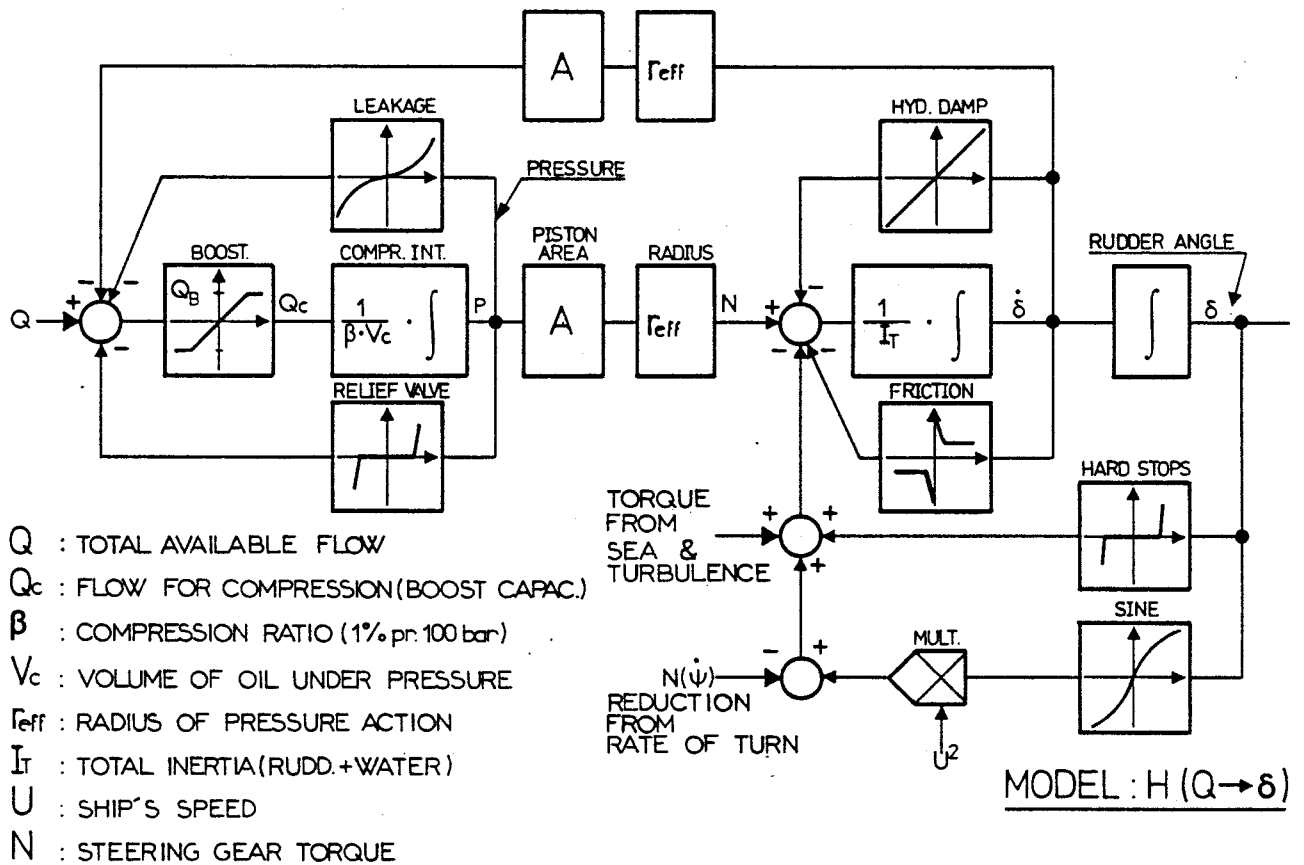 A
reff
LEAKAGE
HYD. DAMP
PRESSURE
BOOST.
COMPR. INT.
PISTON
AREA
RADIUS
RUDDER ANGLE
Q
+
−
−
−
−
QB
Qc
1/β·Vc · ∫
P
A
reff
N
+
−
−
−
1/IT · ∫
δ̇
∫
δ
RELIEF VALVE
FRICTION
HARD STOPS
TORQUE
FROM
SEA &
TURBULENCE
+
+
+
+
SINE
MULT.
N(ψ̇)
−
+
REDUCTION
FROM
RATE OF TURN
U²
Q : TOTAL AVAILABLE FLOW
Qc : FLOW FOR COMPRESSION (BOOST CAPAC.)
β : COMPRESSION RATIO (1% pr. 100 bar)
Vc : VOLUME OF OIL UNDER PRESSURE
reff : RADIUS OF PRESSURE ACTION
IT : TOTAL INERTIA (RUDD.+WATER)
U : SHIP´S SPEED
N : STEERING GEAR TORQUE
MODEL : H (Q→δ)